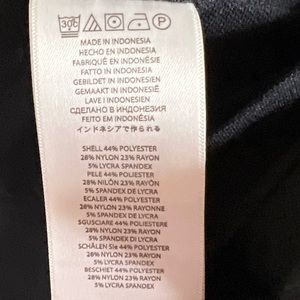 30°
P
MADE IN INDONESIA
HECHO EN INDONESIA
FABRIQUÉ EN INDONÉSIE
FATTO IN INDONESIA
GEBILDET IN INDONESIEN
GEMAAKT IN INDONESIË
LAVE I INDONESIEN
СДЕЛАНО В ИНДОНЕЗИИ
FEITO EM INDONÉSIA
インドネシアで作られる
SHELL 44% POLYESTER
28% NYLON 23% RAYON
5% LYCRA SPANDEX
PELE 44% POLIESTER
28% NILÓN 23% RAYÓN
5% SPANDEX DE LYCRA
ECALER 44% POLYESTER
28% NYLON 23% RAYONNE
5% SPANDEX DE LYCRA
SGUSCIARE 44% POLIESTERE
28% NYLON 23% RAYON
5% SPANDEX DI LYCRA
SCHÄLEN Sie 44% POLYESTER
28% NYLON 23% RAYON
5% LYCRA SPANDEX
BESCHIET 44% POLYESTER
28% NYLON 23% RAYON
5% LYCRA SPANDEX